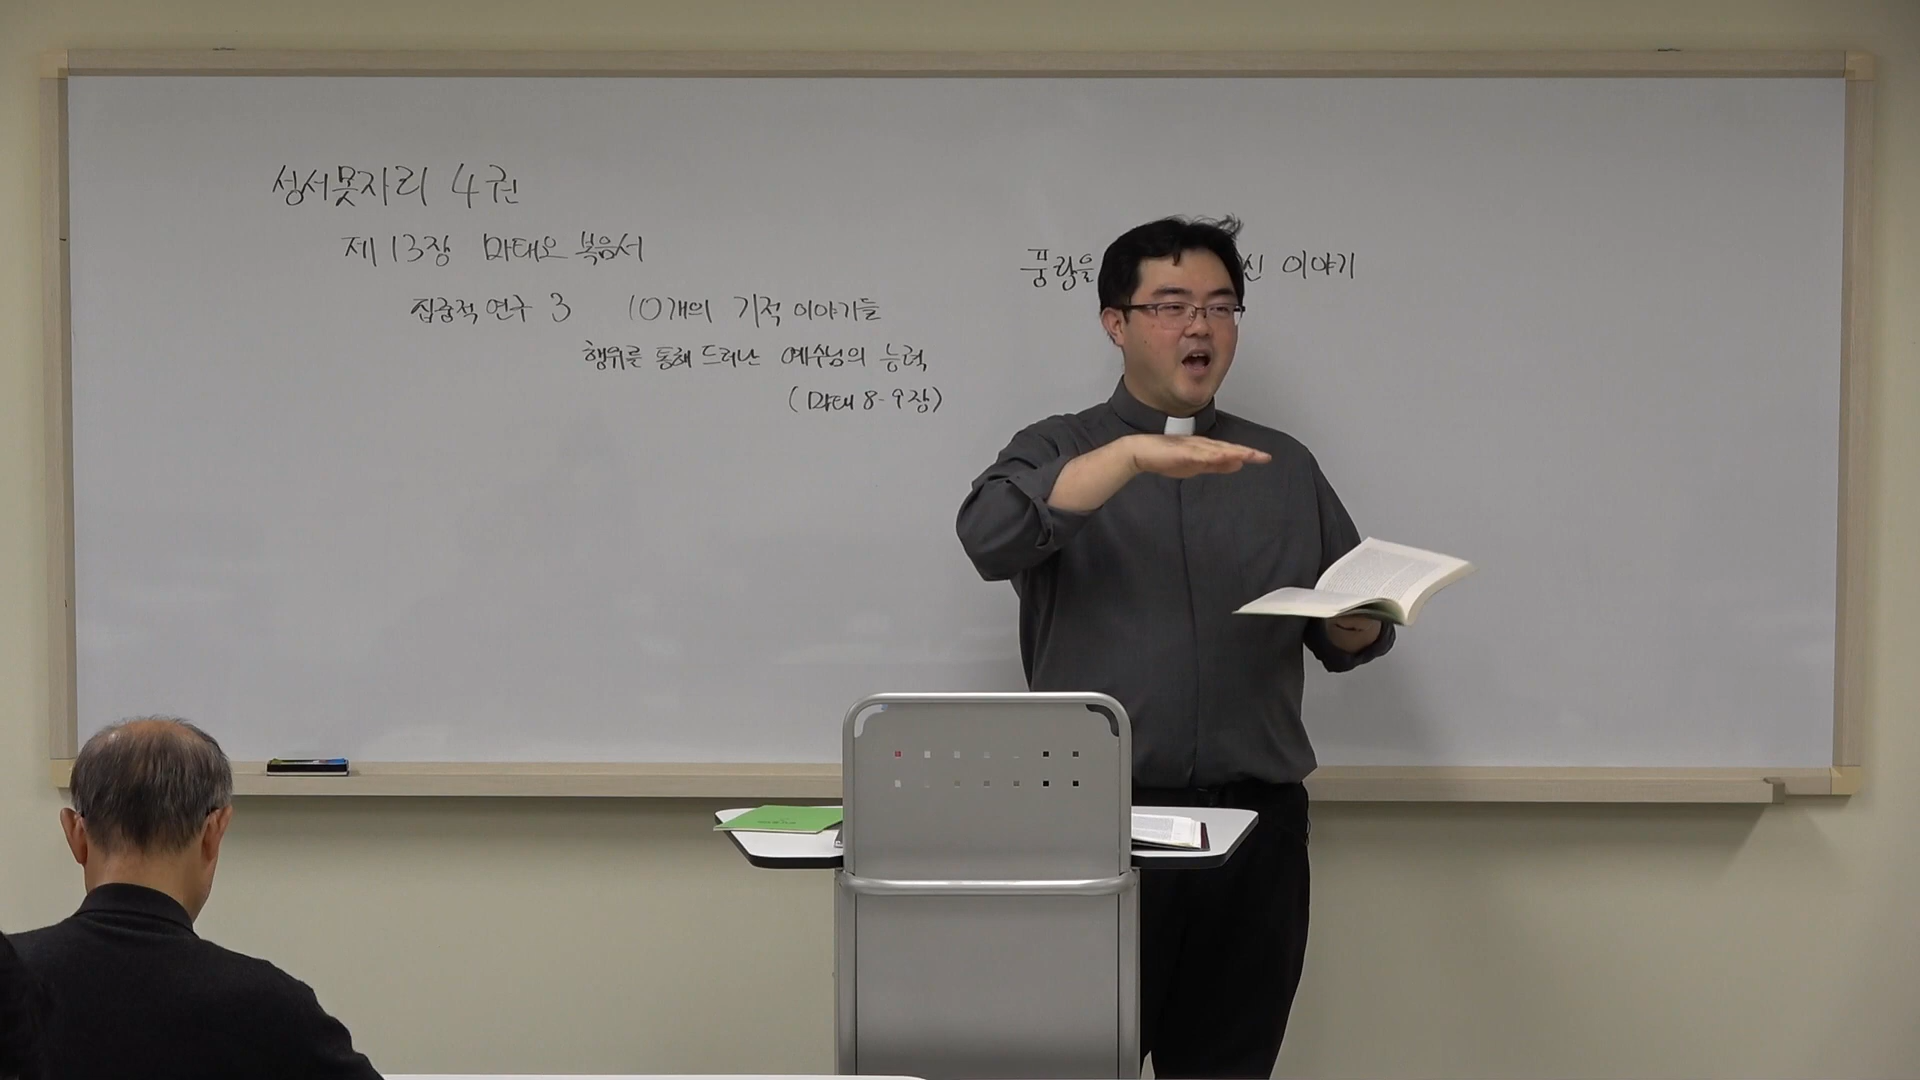 성서못자리 4권
제 13장 마태오 복음서
집중적 연구 3 10개의 기적 이야기들
행위를 통해 드러난 예수님의 능력
(마태 8-9장)
풍랑을 신 이야기